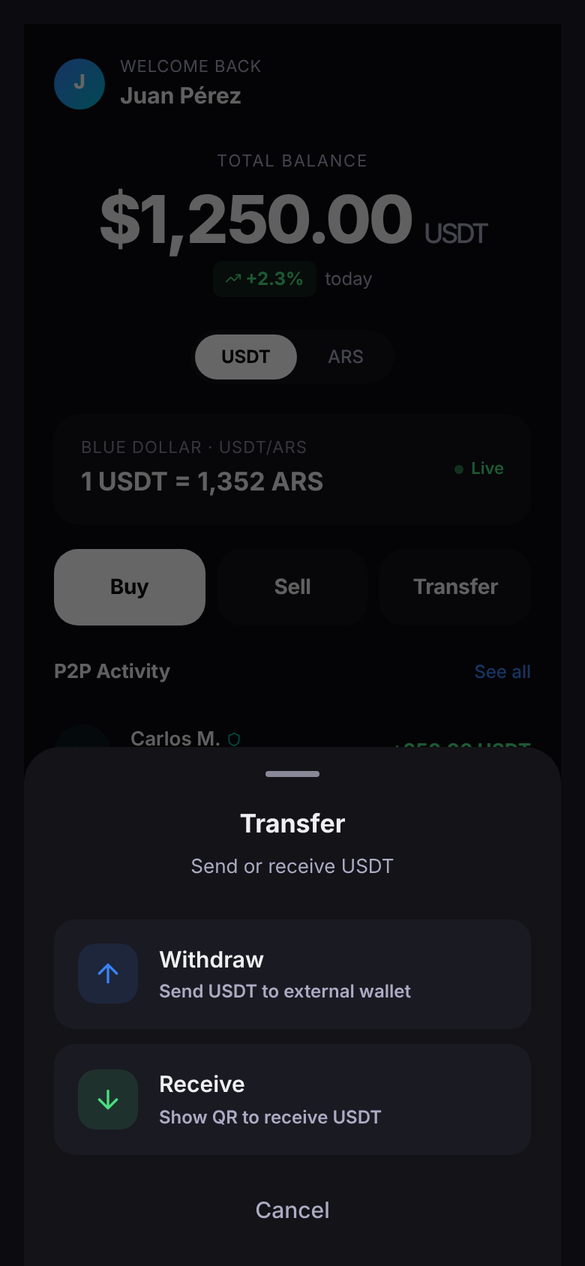 J
WELCOME BACK
Juan Pérez
TOTAL BALANCE
$1,250.00 USDT
+2.3% today
USDT ARS
BLUE DOLLAR · USDT/ARS
1 USDT = 1,352 ARS
Live
Buy Sell Transfer
P2P Activity See all
Carlos M.
USDT
Transfer
Send or receive USDT
Withdraw
Send USDT to external wallet
Receive
Show QR to receive USDT
Cancel